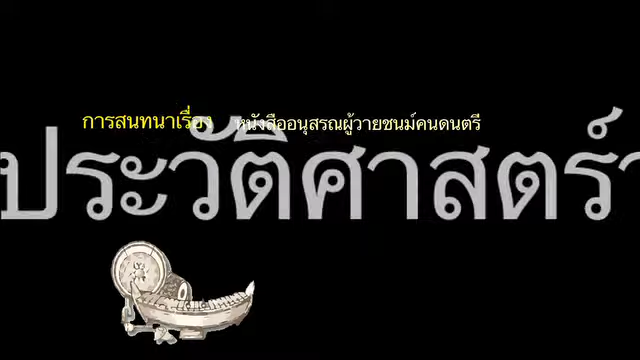 การสนทนาเรื่อง หนังสืออนุสรณ์ผู้วายชนม์คนดนตรี
ประวัติศาสตร์